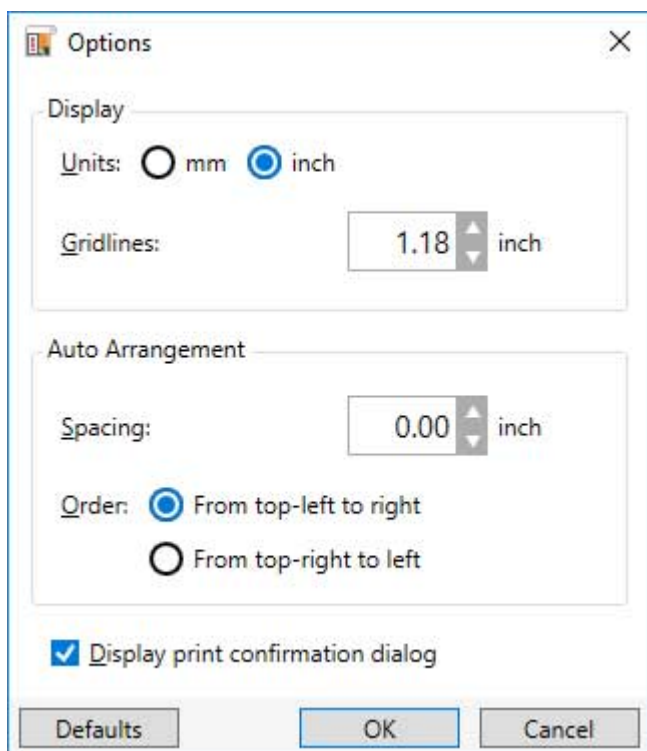 Options
Display
Units: mm inch
Gridlines: 1.18 inch
Auto Arrangement
Spacing: 0.00 inch
Order: From top-left to right
From top-right to left
Display print confirmation dialog
Defaults OK Cancel